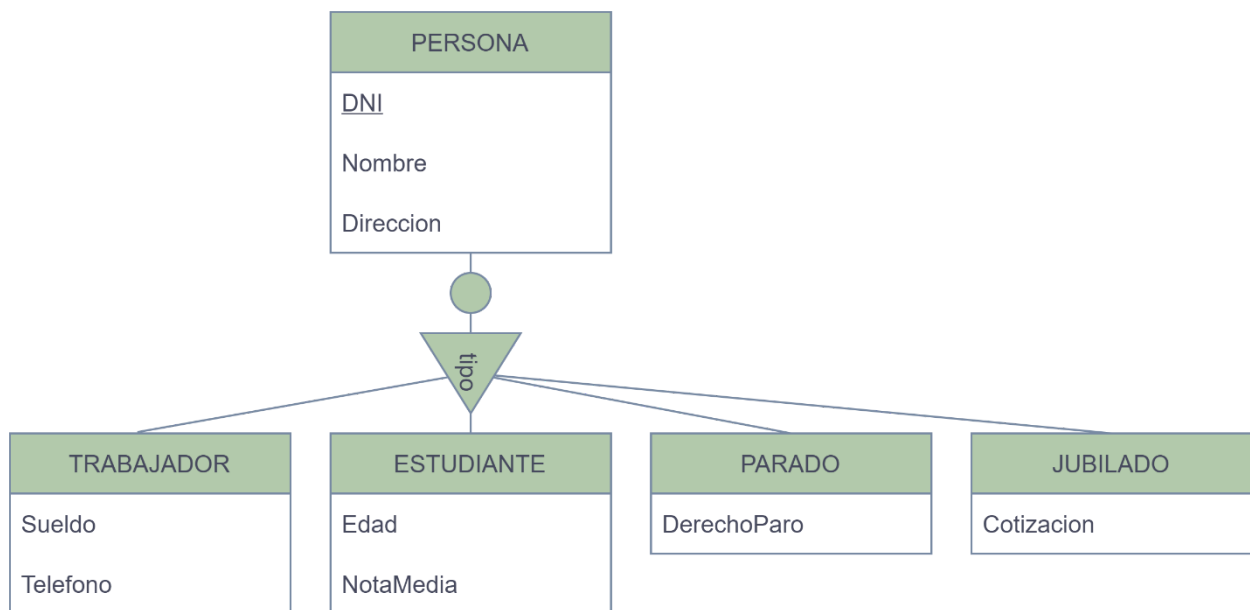 PERSONA
DNI
Nombre
Direccion
tipo
TRABAJADOR
Sueldo
Telefono
ESTUDIANTE
Edad
NotaMedia
PARADO
DerechoParo
JUBILADO
Cotizacion